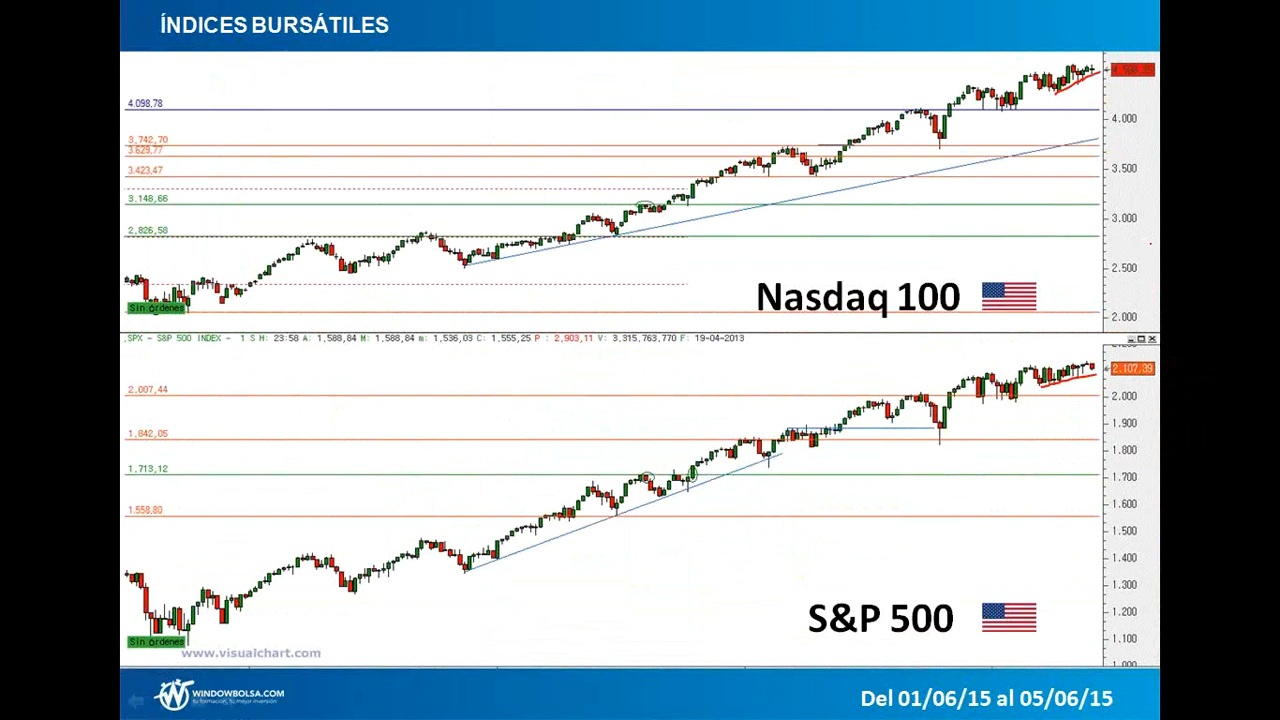 ÍNDICES BURSÁTILES
4.098,78
3,742,70
3.629,77
3.423,47
3.148,66
2,826,58
Sin órdenes
4.000
3.500
3.000
2.500
2.000
Nasdaq 100
.SPX - S&P 500 INDEX - 1 S H: 23:58 A: 1,588,84 M: 1,588,84 m: 1,536,03 C: 1,555,25 P : 2,903,11 V: 3,315,763,770 F: 19-04-2013
2.107,39
2.007,44
1.842,05
1.713,12
1.559,80
2.000
1.900
1.800
1.700
1.600
1.500
1.400
1.300
1.200
1.100
1.000
S&P 500
Sin órdenes
www.visualchart.com
WINDOWBOLSA.COM
tu formación, tu mejor inversión
Del 01/06/15 al 05/06/15